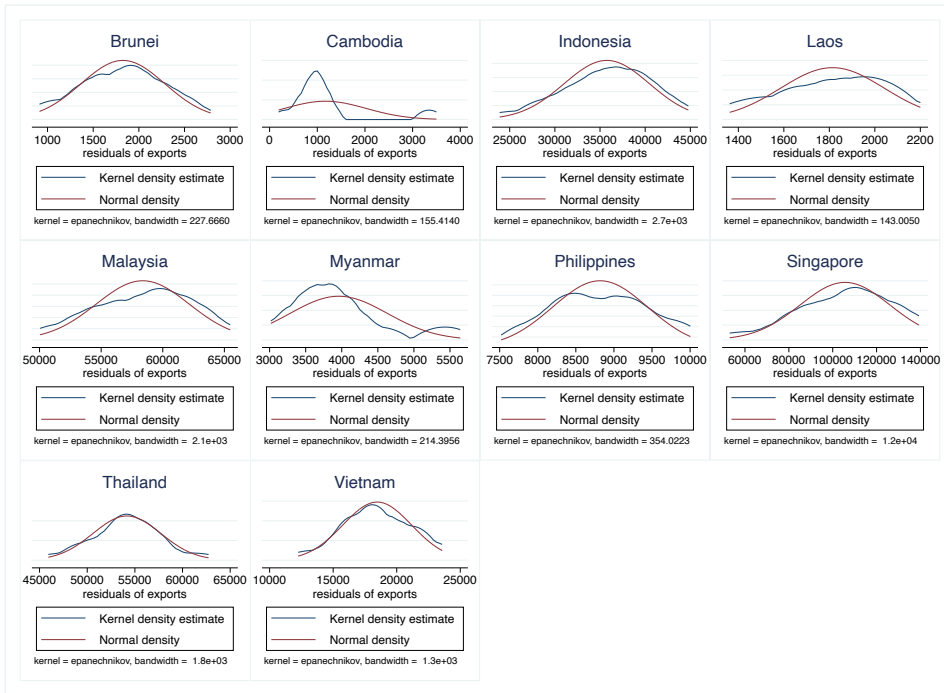 Brunei
1000 1500 2000 2500 3000
residuals of exports
Kernel density estimate
Normal density
kernel = epanechnikov, bandwidth = 227.6660
Cambodia
0 1000 2000 3000 4000
residuals of exports
Kernel density estimate
Normal density
kernel = epanechnikov, bandwidth = 155.4140
Indonesia
25000 30000 35000 40000 45000
residuals of exports
Kernel density estimate
Normal density
kernel = epanechnikov, bandwidth = 2.7e+03
Laos
1400 1600 1800 2000 2200
residuals of exports
Kernel density estimate
Normal density
kernel = epanechnikov, bandwidth = 143.0050
Malaysia
50000 55000 60000 65000
residuals of exports
Kernel density estimate
Normal density
kernel = epanechnikov, bandwidth = 2.1e+03
Myanmar
3000 3500 4000 4500 5000 5500
residuals of exports
Kernel density estimate
Normal density
kernel = epanechnikov, bandwidth = 214.3956
Philippines
7500 8000 8500 9000 9500 10000
residuals of exports
Kernel density estimate
Normal density
kernel = epanechnikov, bandwidth = 354.0223
Singapore
60000 80000 100000 120000 140000
residuals of exports
Kernel density estimate
Normal density
kernel = epanechnikov, bandwidth = 1.2e+04
Thailand
45000 50000 55000 60000 65000
residuals of exports
Kernel density estimate
Normal density
kernel = epanechnikov, bandwidth = 1.8e+03
Vietnam
10000 15000 20000 25000
residuals of exports
Kernel density estimate
Normal density
kernel = epanechnikov, bandwidth = 1.3e+03